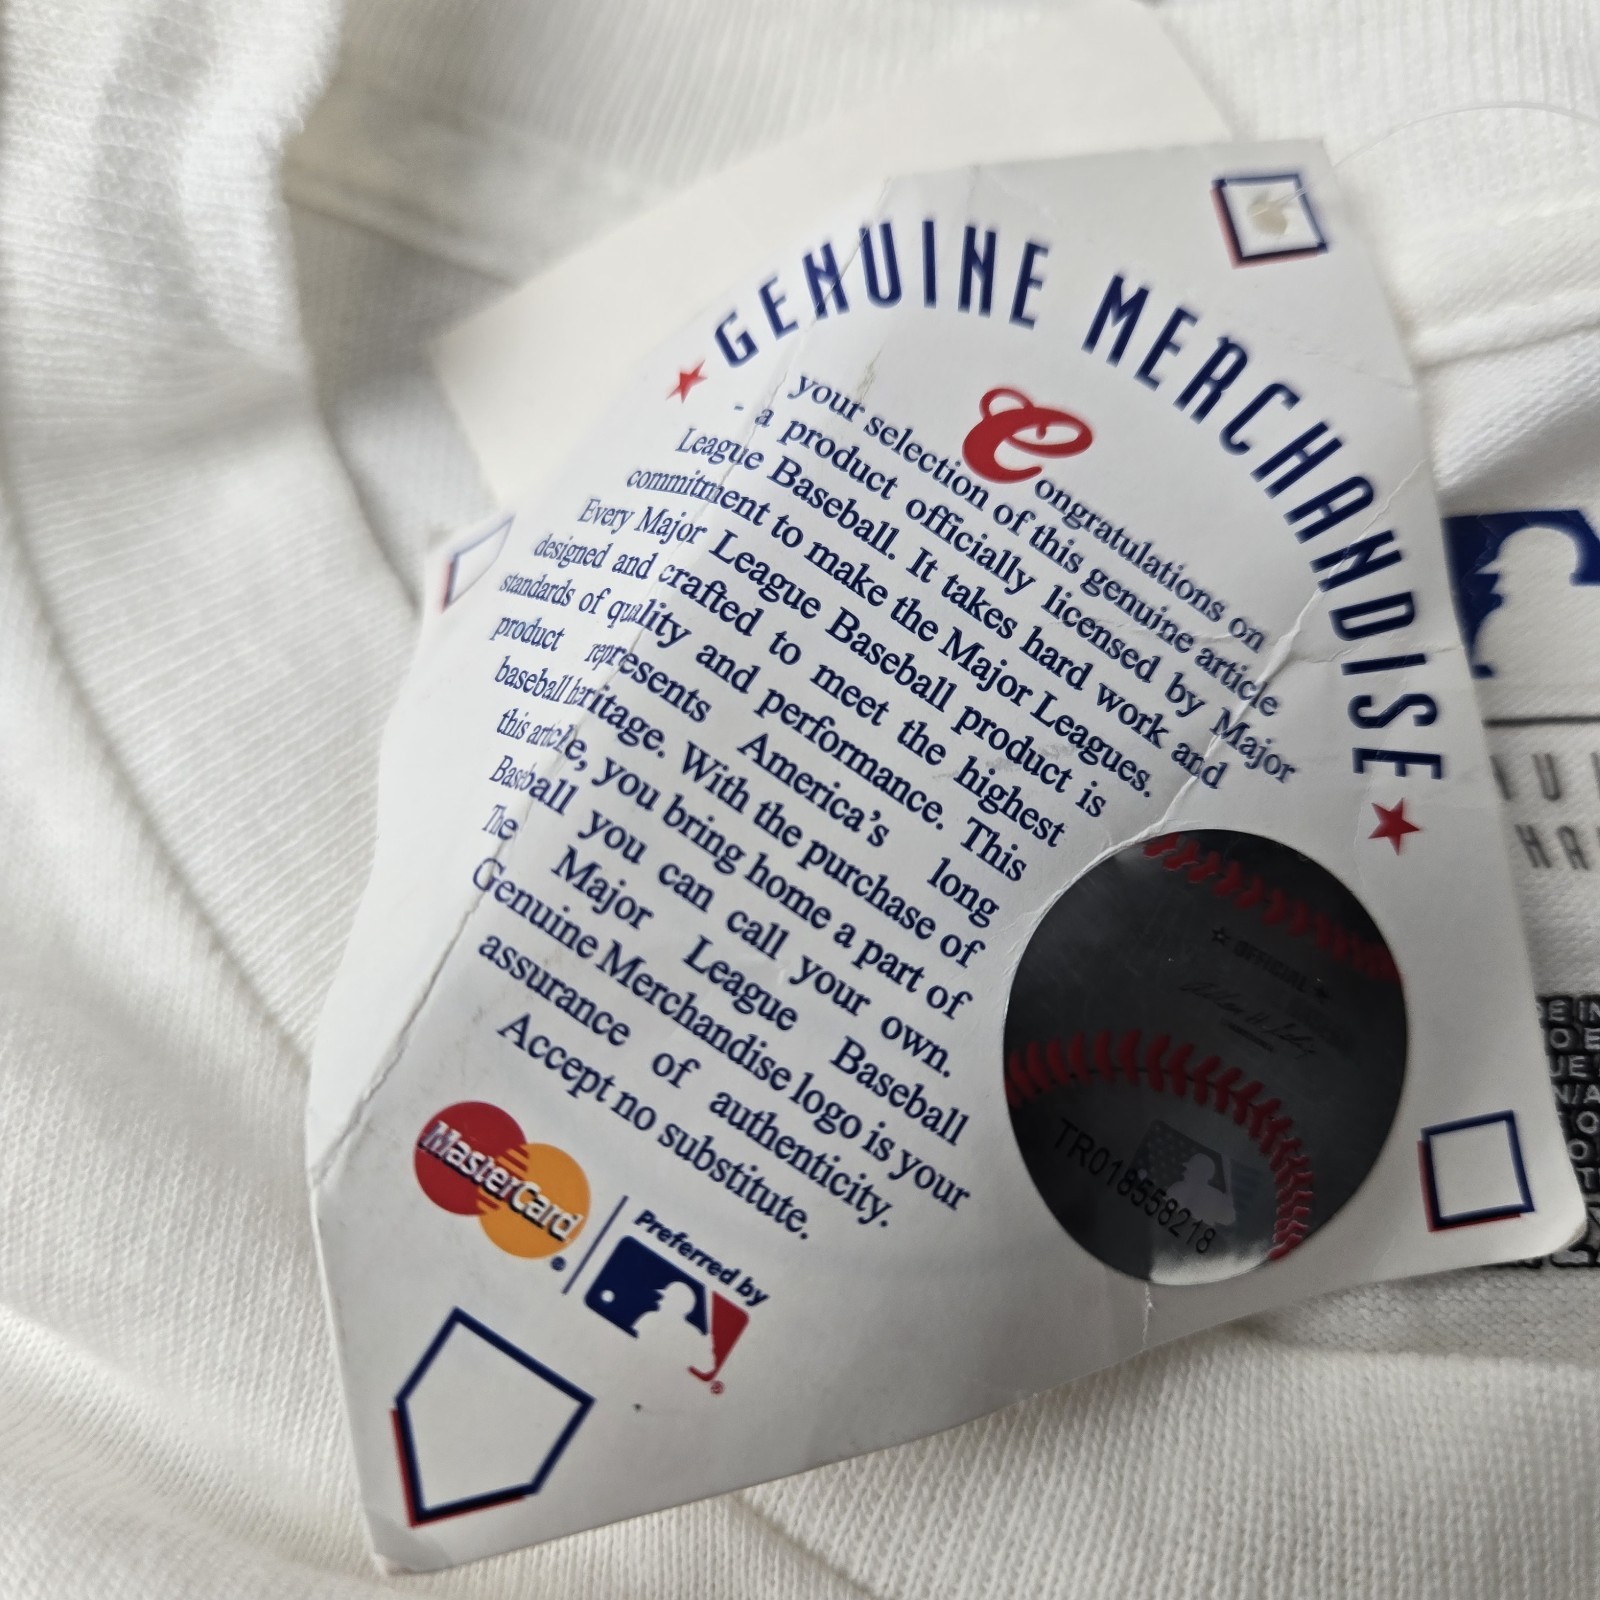 GENUINE MERCHANDISE
Congratulations on
your selection of this genuine article
- a product officially licensed by Major
League Baseball. It takes hard work and
commitment to make the Major Leagues.
Every Major League Baseball product is
designed and crafted to meet the highest
standards of quality and performance. This
product represents America's long
baseball heritage. With the purchase of
this article, you bring home a part of
Baseball you can call your own.
The Major League Baseball
Genuine Merchandise logo is your
assurance of authenticity.
Accept no substitute.
MasterCard
Preferred by
OFFICIAL
TR018558218